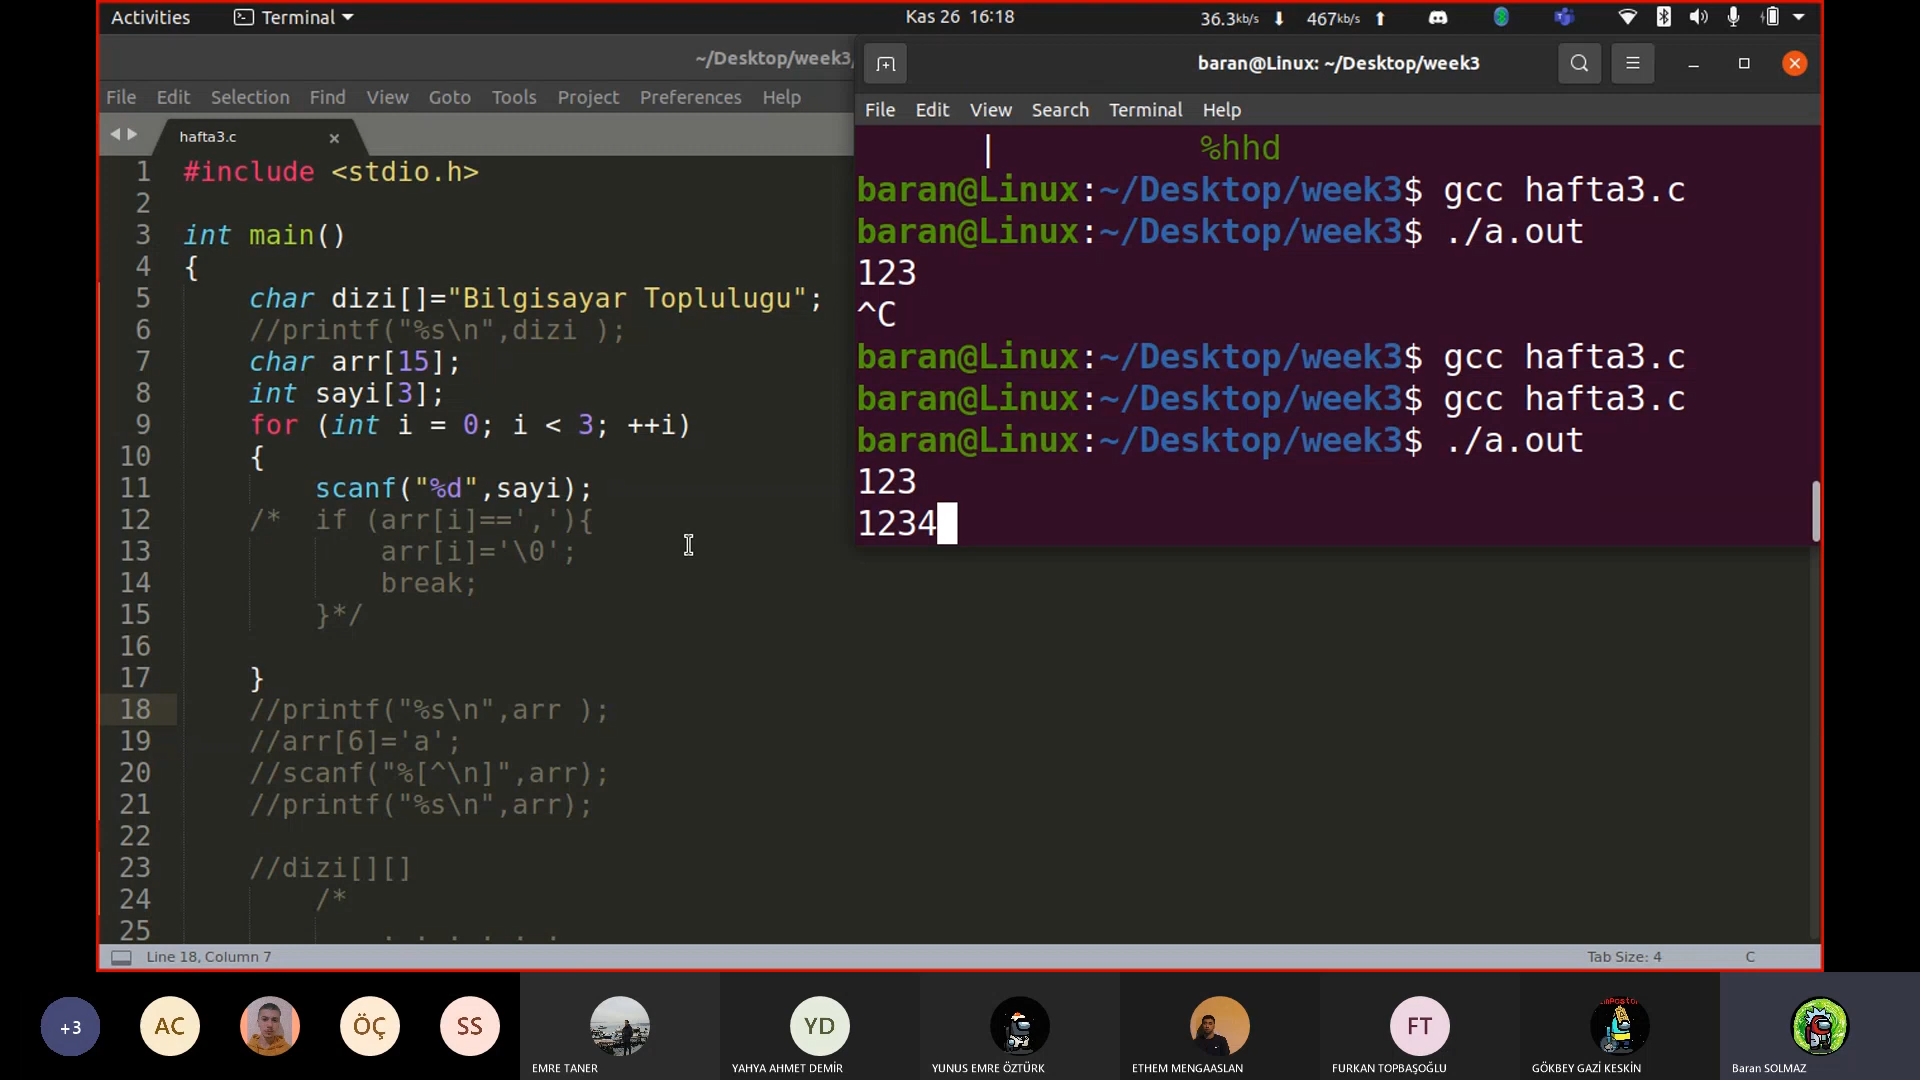 Activities
Terminal
Kas 26 16:18
36.3kb/s
467kb/s
~/Desktop/week3/
baran@Linux: ~/Desktop/week3
File Edit Selection Find View Goto Tools Project Preferences Help
File Edit View Search Terminal Help
hafta3.c
1 #include <stdio.h>
2
3 int main()
4 {
5 char dizi[]="Bilgisayar Toplulugu";
6 //printf("%s\n",dizi );
7 char arr[15];
8 int sayi[3];
9 for (int i = 0; i < 3; ++i)
10 {
11 scanf("%d",sayi);
12 /* if (arr[i]==','){
13 arr[i]='\0';
14 break;
15 }*/
16
17 }
18 //printf("%s\n",arr );
19 //arr[6]='a';
20 //scanf("%[^\n]",arr);
21 //printf("%s\n",arr);
22
23 //dizi[][]
24 /*
25 . . . . . .
| %hhd
baran@Linux:~/Desktop/week3$ gcc hafta3.c
baran@Linux:~/Desktop/week3$ ./a.out
123
^C
baran@Linux:~/Desktop/week3$ gcc hafta3.c
baran@Linux:~/Desktop/week3$ gcc hafta3.c
baran@Linux:~/Desktop/week3$ ./a.out
123
1234
Line 18, Column 7
Tab Size: 4
C
+3
AC
ÖÇ
SS
EMRE TANER
YD
YAHYA AHMET DEMİR
YUNUS EMRE ÖZTÜRK
ETHEM MENGAASLAN
FT
FURKAN TOPBAŞOĞLU
GÖKBEY GAZİ KESKİN
Baran SOLMAZ